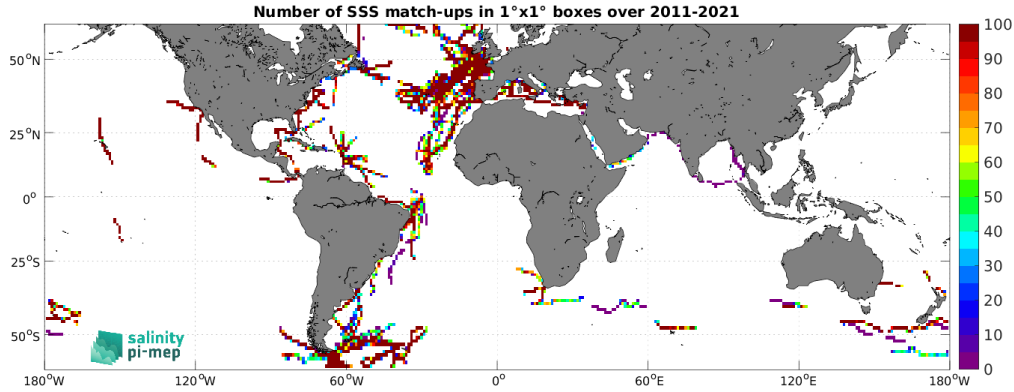 Number of SSS match-ups in 1°x1° boxes over 2011-2021
50°N
25°N
0°
25°S
50°S
180°W
120°W
60°W
0°
60°E
120°E
180°W
100
90
80
70
60
50
40
30
20
10
0
salinity
pi-mep